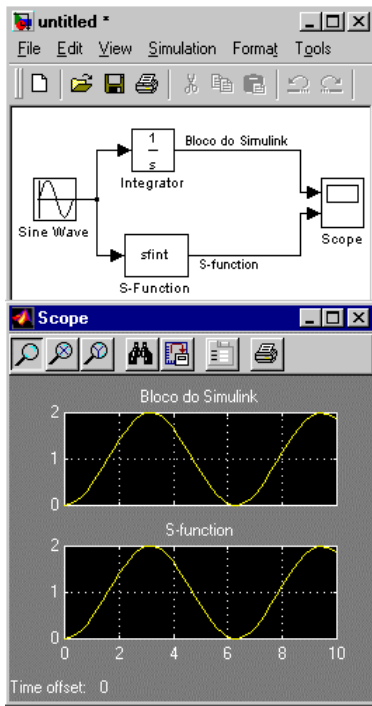 untitled *
File Edit View Simulation Format Tools
1
s
Bloco do Simulink
Integrator
Sine Wave
Scope
sfint
S-function
S-Function
Scope
Bloco do Simulink
2
1
0
S-function
2
1
0
0 2 4 6 8 10
Time offset: 0